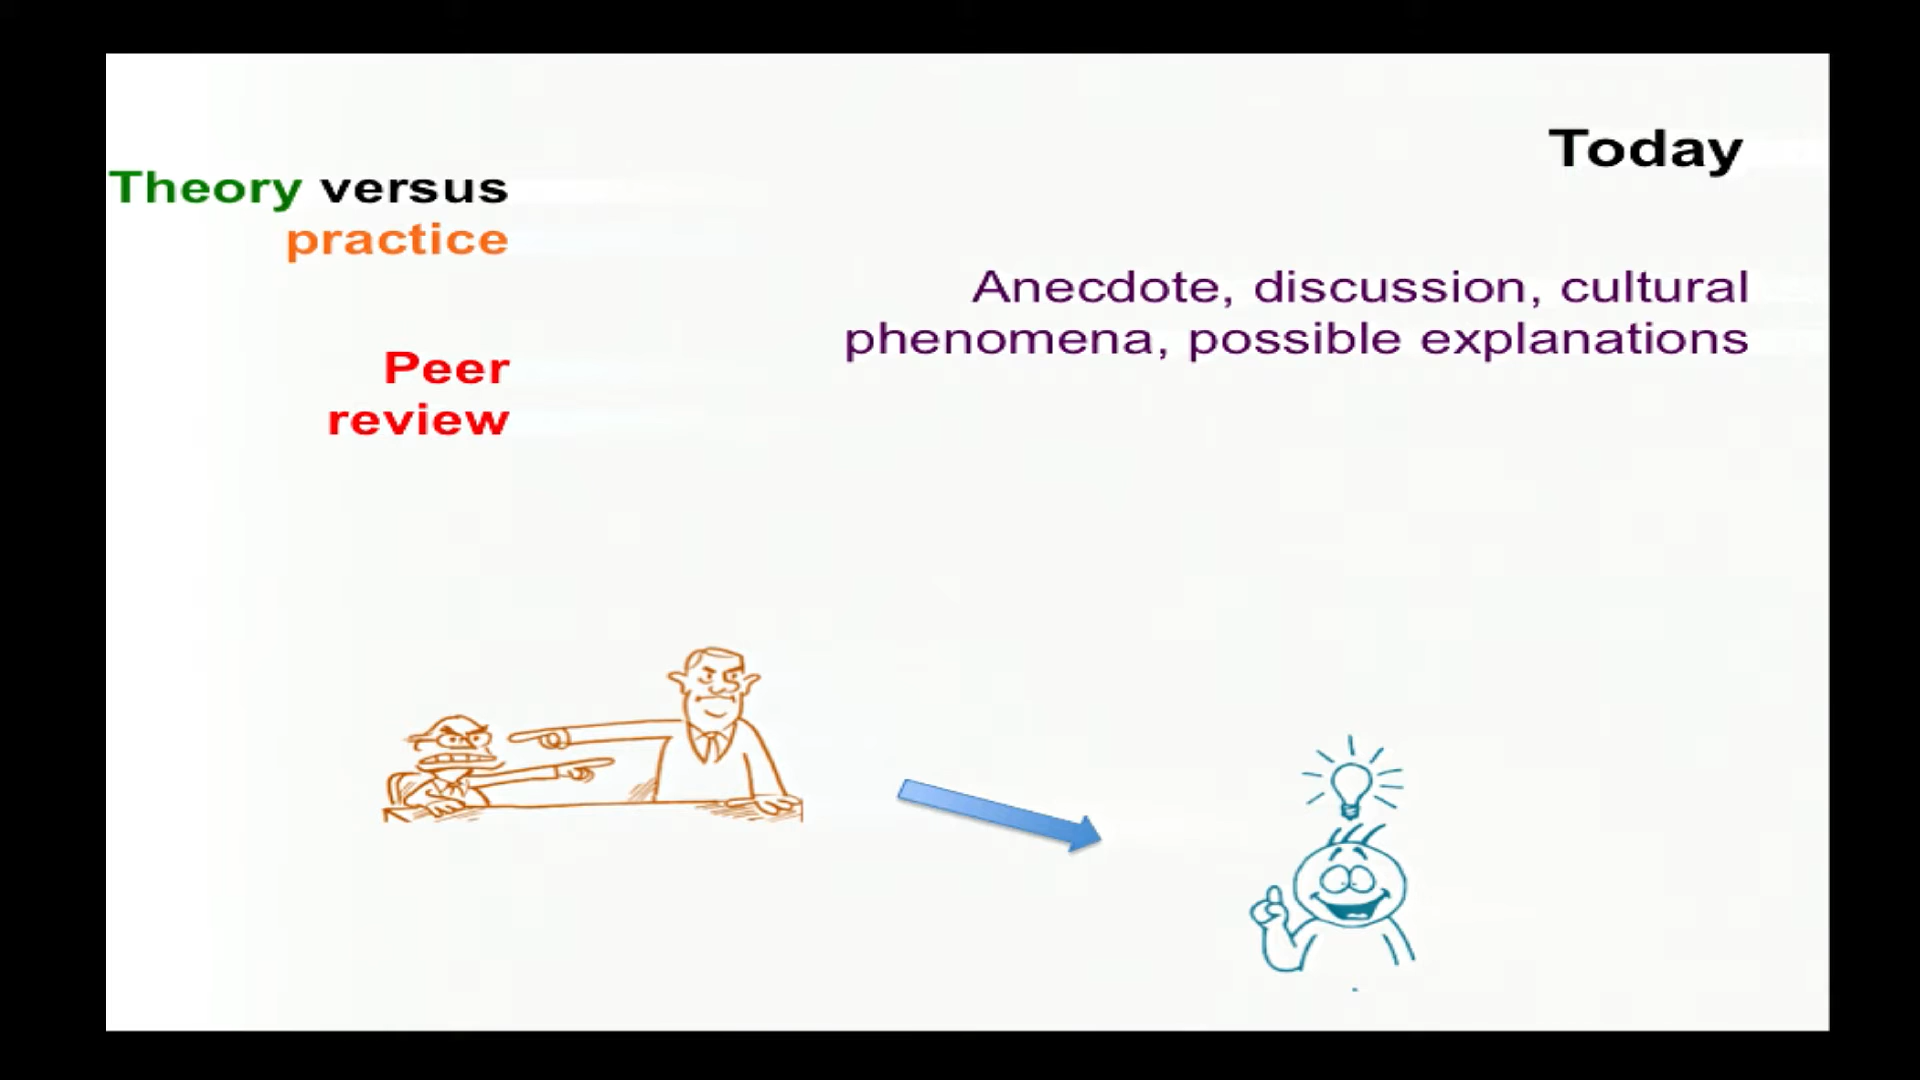 Today
Theory versus
practice
Anecdote, discussion, cultural
phenomena, possible explanations
Peer
review